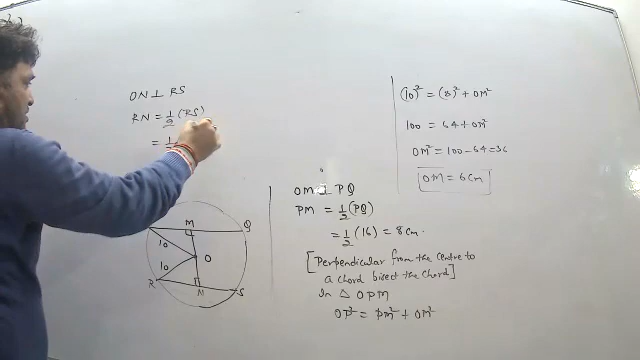 ON ⊥ RS
RN = 1/2 (RS)
= 1/2
M
Q
10
O
10
R
N
S
OM ⊥ PQ
PM = 1/2 (PQ)
= 1/2 (16) = 8 cm.
[Perpendicular from the centre to
a chord bisect the chord]
In △ OPM
OP² = PM² + OM²
(10)² = (8)² + OM²
100 = 64 + OM²
OM² = 100 - 64 = 36
OM = 6 cm